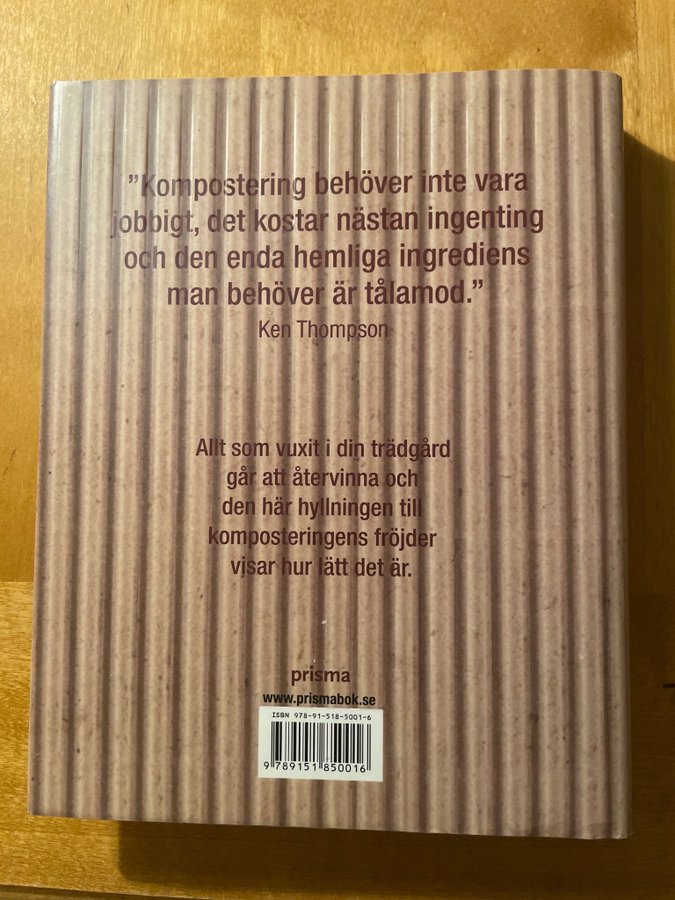 ”Kompostering behöver inte vara
jobbigt, det kostar nästan ingenting
och den enda hemliga ingrediens
man behöver är tålamod.”
Ken Thompson
Allt som vuxit i din trädgård
går att återvinna och
den här hyllningen till
komposteringens fröjder
visar hur lätt det är.
prisma
www.prismabok.se
ISBN 978-91-518-5001-6
9 789151 850016